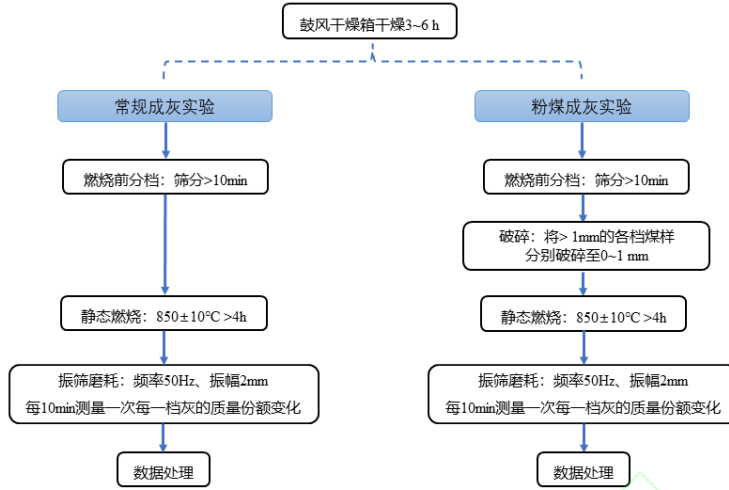 鼓风干燥箱干燥3~6 h
常规成灰实验
燃烧前分档：筛分>10min
静态燃烧：850±10℃ >4h
振筛磨耗：频率50Hz、振幅2mm
每10min测量一次每一档灰的质量份额变化
数据处理
粉煤成灰实验
燃烧前分档：筛分>10min
破碎：将> 1mm的各档煤样
分别破碎至0~1 mm
静态燃烧：850±10℃ >4h
振筛磨耗：频率50Hz、振幅2mm
每10min测量一次每一档灰的质量份额变化
数据处理